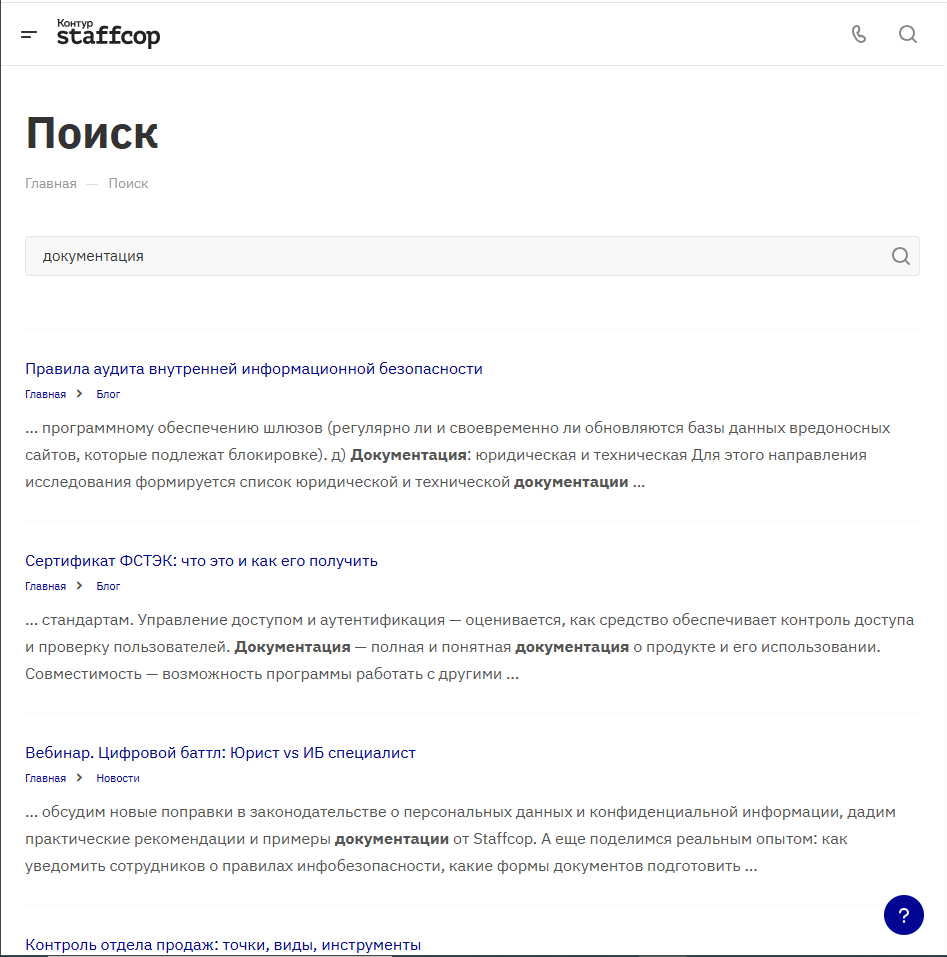 Контур
staffcop
Поиск
Главная — Поиск
документация
Правила аудита внутренней информационной безопасности
Главная > Блог
... программному обеспечению шлюзов (регулярно ли и своевременно ли обновляются базы данных вредоносных
сайтов, которые подлежат блокировке). д) Документация: юридическая и техническая Для этого направления
исследования формируется список юридической и технической документации ...
Сертификат ФСТЭК: что это и как его получить
Главная > Блог
... стандартам. Управление доступом и аутентификация — оценивается, как средство обеспечивает контроль доступа
и проверку пользователей. Документация — полная и понятная документация о продукте и его использовании.
Совместимость — возможность программы работать с другими ...
Вебинар. Цифровой баттл: Юрист vs ИБ специалист
Главная > Новости
... обсудим новые поправки в законодательстве о персональных данных и конфиденциальной информации, дадим
практические рекомендации и примеры документации от Staffcop. А еще поделимся реальным опытом: как
уведомить сотрудников о правилах инфобезопасности, какие формы документов подготовить ...
?
Контроль отдела продаж: точки, виды, инструменты